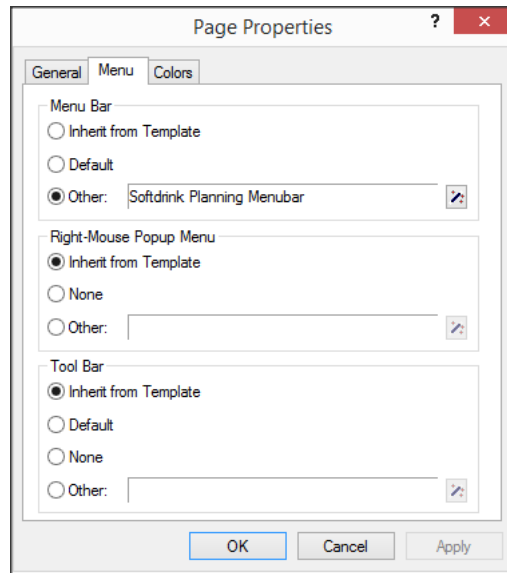 Page Properties ?
General Menu Colors
Menu Bar
Inherit from Template
Default
Other: Softdrink Planning Menubar
Right-Mouse Popup Menu
Inherit from Template
None
Other:
Tool Bar
Inherit from Template
Default
None
Other:
OK Cancel Apply